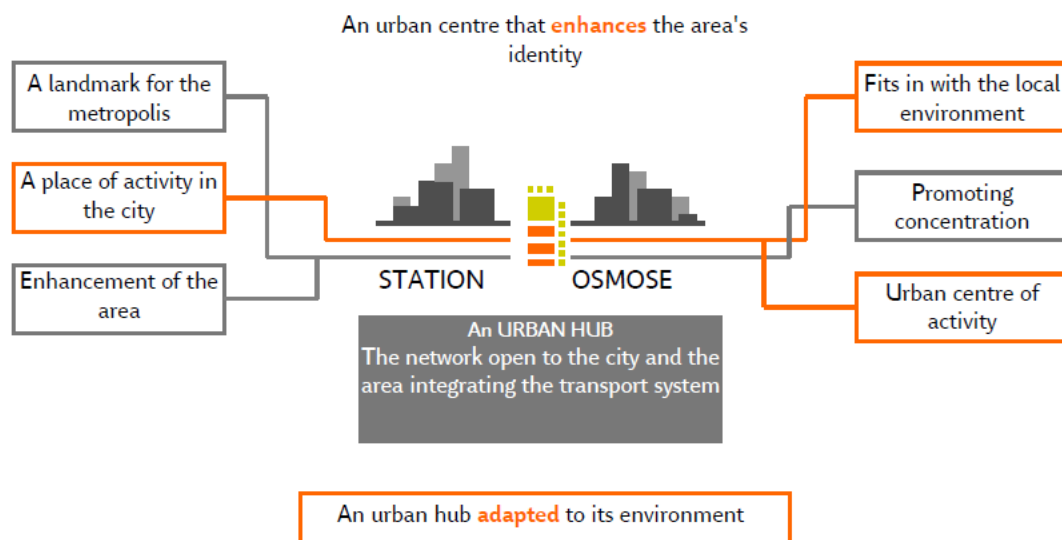 An urban centre that enhances the area's
identity
A landmark for the
metropolis
Fits in with the local
environment
A place of activity in
the city
Promoting
concentration
Enhancement of the
area
STATION
OSMOSE
Urban centre of
activity
An URBAN HUB
The network open to the city and the
area integrating the transport system
An urban hub adapted to its environment